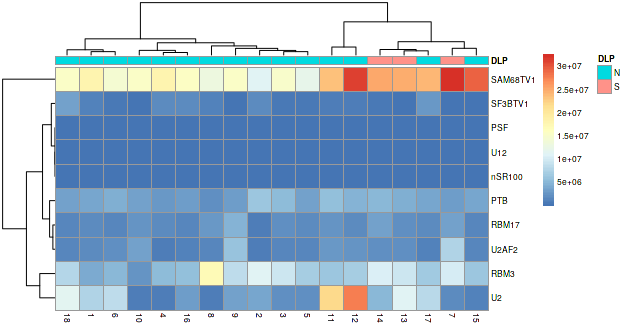 DLP
SAM68TV1
SF3BTV1
PSF
U12
nSR100
PTB
RBM17
U2AF2
RBM3
U2
18 1 6 10 4 16 8 9 2 3 5 11 12 14 13 17 7 15
3e+07
2.5e+07
2e+07
1.5e+07
1e+07
5e+06
DLP
N
S